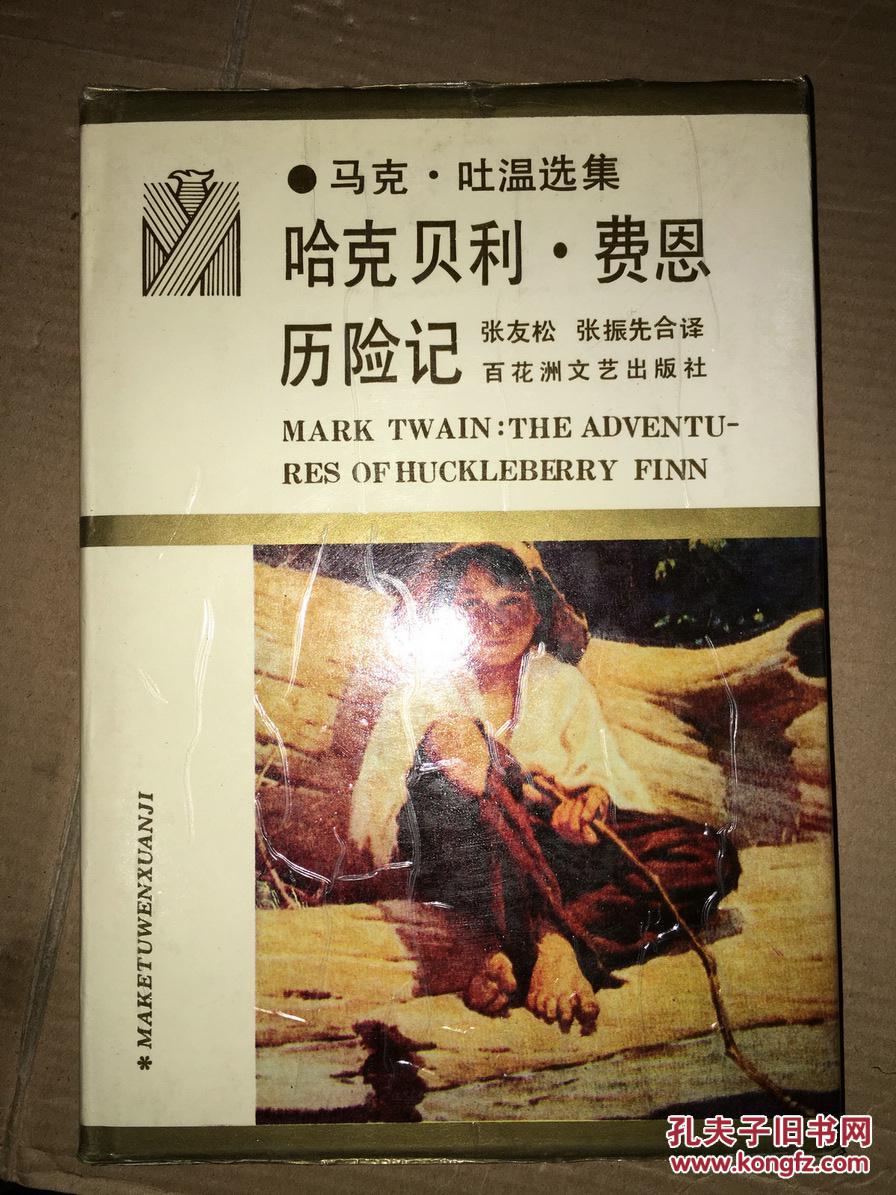 ●马克·吐温选集
哈克贝利·费恩
历险记
张友松 张振先合译
百花洲文艺出版社
MARK TWAIN:THE ADVENTU-
RES OF HUCKLEBERRY FINN
*MAKETUWENXUANJI
孔夫子旧书网
www.kongfz.com